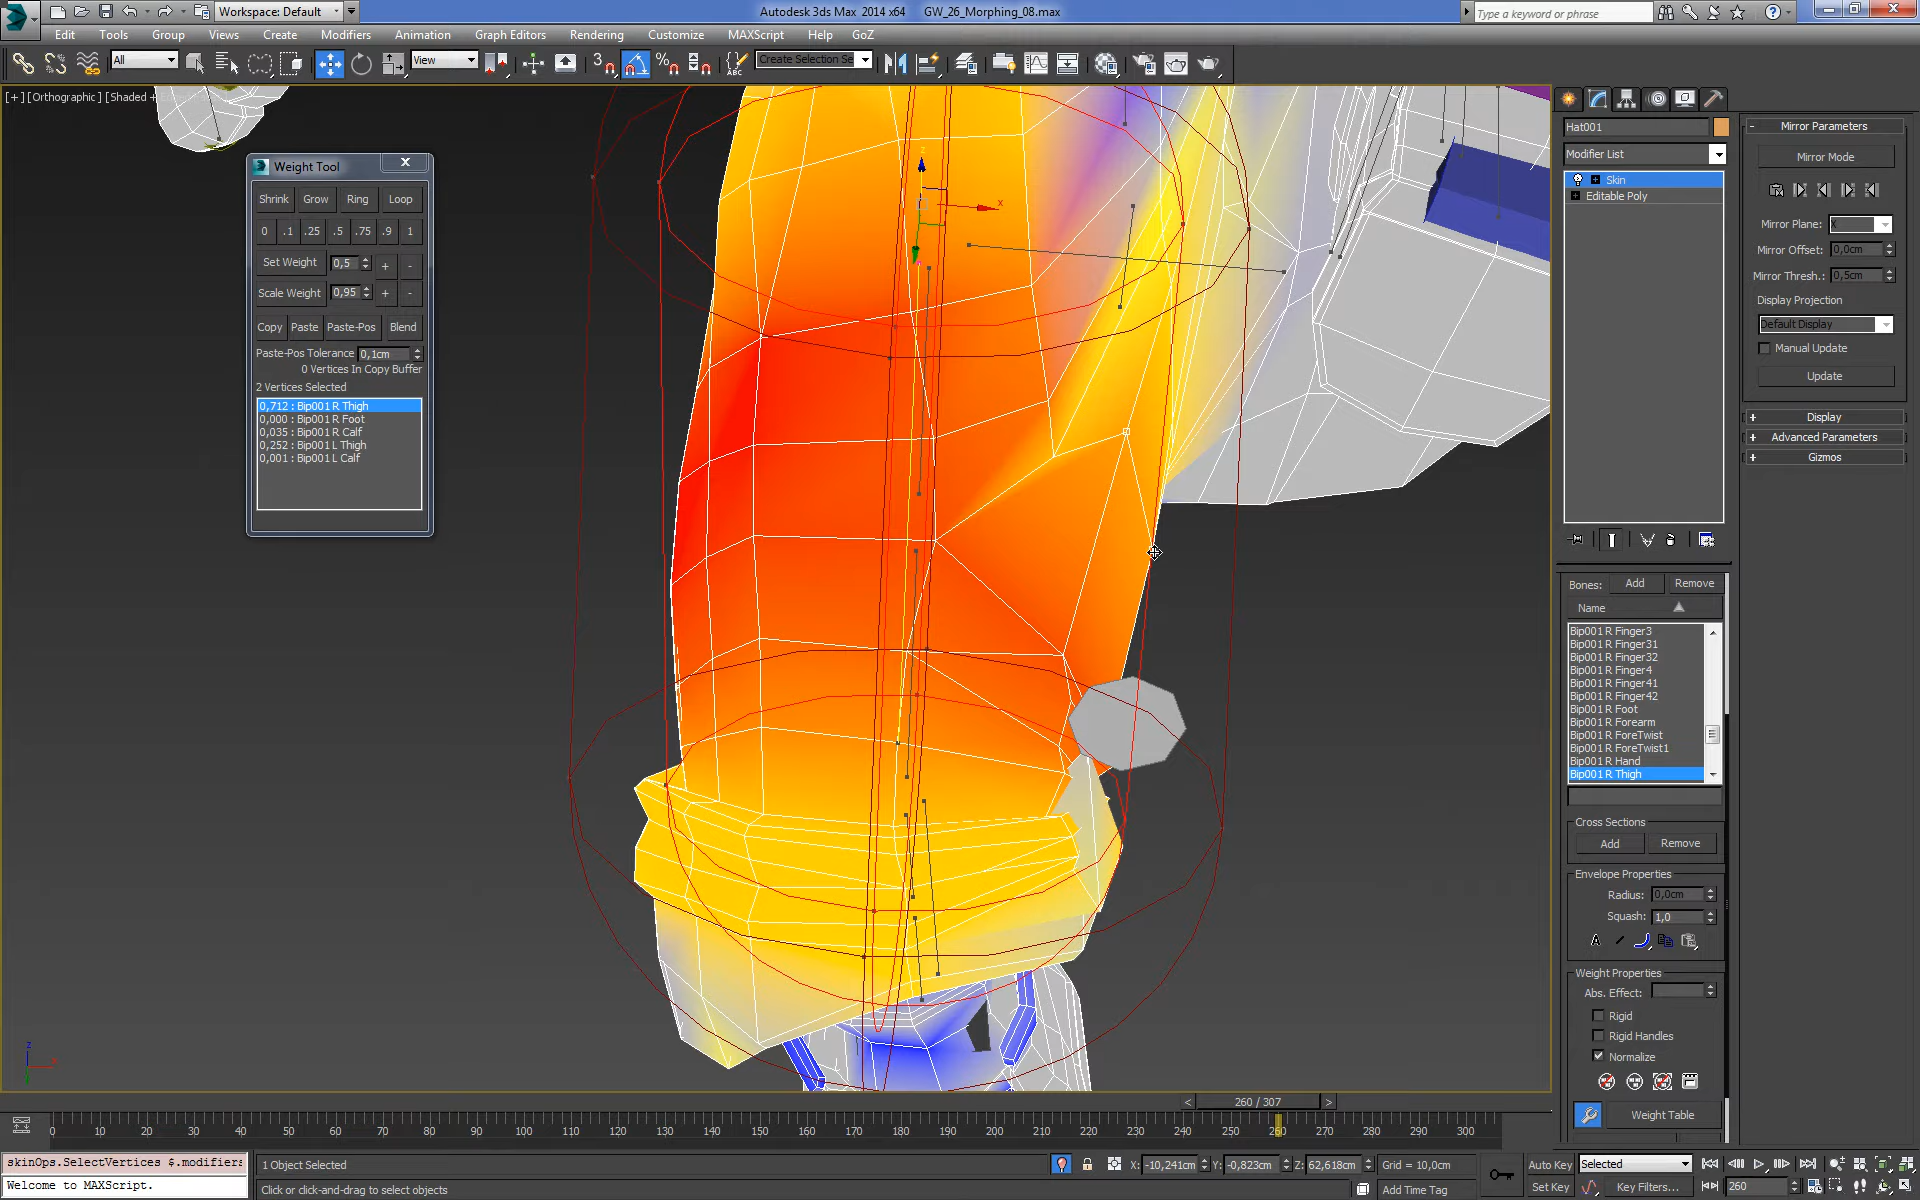 Workspace: Default
Autodesk 3ds Max 2014 x64 GW_26_Morphing_08.max
Type a keyword or phrase
Edit Tools Group Views Create Modifiers Animation Graph Editors Rendering Customize MAXScript Help GoZ
All View 3 Create Selection Se
[+] [Orthographic] [Shaded +
Weight Tool
Shrink Grow Ring Loop
0 .1 .25 .5 .75 .9 1
Set Weight 0,5 + -
Scale Weight 0,95 + -
Copy Paste Paste-Pos Blend
Paste-Pos Tolerance 0,1cm
0 Vertices In Copy Buffer
2 Vertices Selected
0,712 : Bip001 R Thigh
0,000 : Bip001 R Foot
0,035 : Bip001 R Calf
0,252 : Bip001 L Thigh
0,001 : Bip001 L Calf
z
x
Hat001
Modifier List
Skin
Editable Poly
Bones: Add Remove
Name
Bip001 R Finger3
Bip001 R Finger31
Bip001 R Finger32
Bip001 R Finger4
Bip001 R Finger41
Bip001 R Finger42
Bip001 R Foot
Bip001 R Forearm
Bip001 R ForeTwist
Bip001 R ForeTwist1
Bip001 R Hand
Bip001 R Thigh
Cross Sections
Add Remove
Envelope Properties
Radius: 0,0cm
Squash: 1,0
A
Weight Properties
Abs. Effect:
Rigid
Rigid Handles
Normalize
Weight Table
Mirror Parameters
Mirror Mode
Mirror Plane: X
Mirror Offset: 0,0cm
Mirror Thresh.: 0,5cm
Display Projection
Default Display
Manual Update
Update
+ Display
+ Advanced Parameters
+ Gizmos
z
< 260 / 307 >
0 10 20 30 40 50 60 70 80 90 100 110 120 130 140 150 160 170 180 190 200 210 220 230 240 250 260 270 280 290 300
skinOps.SelectVertices $.modifiers
Welcome to MAXScript.
1 Object Selected
Click or click-and-drag to select objects
X: -10,241cm Y: -0,823cm Z: 62,618cm Grid = 10,0cm
Add Time Tag
Auto Key Selected
Set Key Key Filters... 260